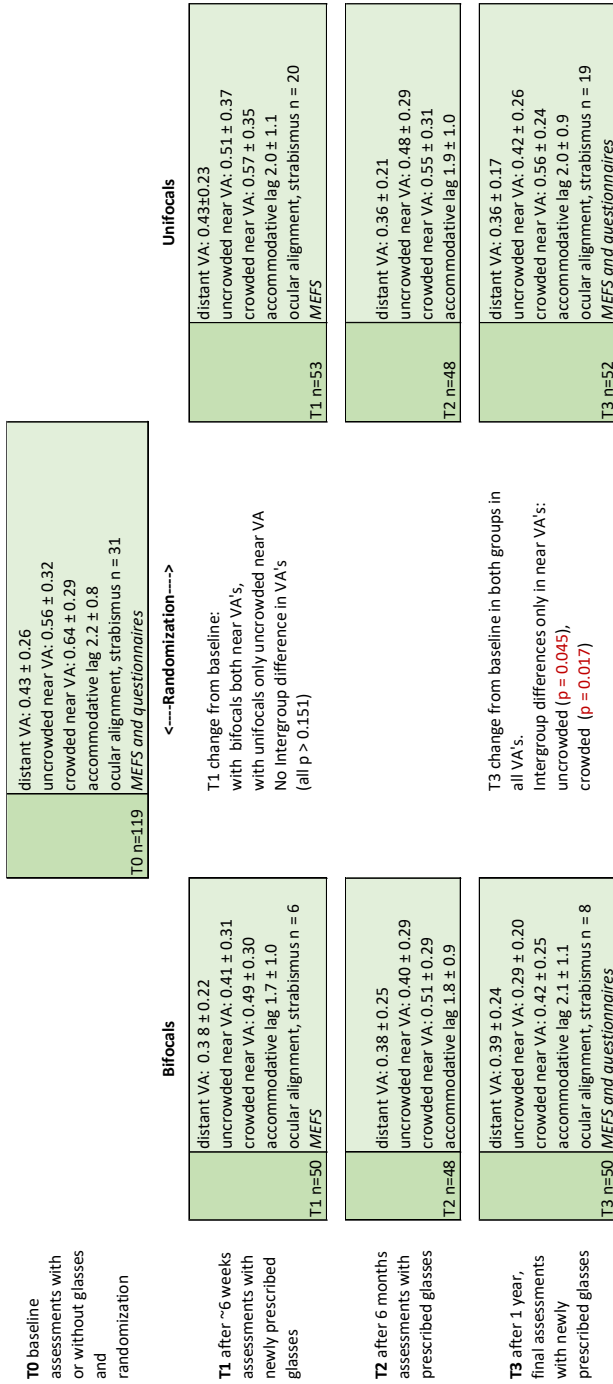 T0 baseline
assessments with
or without glasses
and
randomization
T0 n=119
distant VA: 0.43 ± 0.26
uncrowded near VA: 0.56 ± 0.32
crowded near VA: 0.64 ± 0.29
accommodative lag 2.2 ± 0.8
ocular alignment, strabismus n = 31
MEFS and questionnaires
Bifocals
<----Randomization---->
Unifocals
T1 after ~6 weeks
assessments with
newly prescribed
glasses
T1 n=50
distant VA: 0.3 8 ± 0.22
uncrowded near VA: 0.41 ± 0.31
crowded near VA: 0.49 ± 0.30
accommodative lag 1.7 ± 1.0
ocular alignment, strabismus n = 6
MEFS
T1 change from baseline:
with bifocals both near VA's,
with unifocals only uncrowded near VA
No Intergroup difference in VA's
(all p > 0.151)
T1 n=53
distant VA: 0.43±0.23
uncrowded near VA: 0.51 ± 0.37
crowded near VA: 0.57 ± 0.35
accommodative lag 2.0 ± 1.1
ocular alignment, strabismus n = 20
MEFS
T2 after 6 months
assessments with
prescribed glasses
T2 n=48
distant VA: 0.38 ± 0.25
uncrowded near VA: 0.40 ± 0.29
crowded near VA: 0.51 ± 0.29
accommodative lag 1.8 ± 0.9
T2 n=48
distant VA: 0.36 ± 0.21
uncrowded near VA: 0.48 ± 0.29
crowded near VA: 0.55 ± 0.31
accommodative lag 1.9 ± 1.0
T3 after 1 year,
final assessments
with newly
prescribed glasses
T3 n=50
distant VA: 0.39 ± 0.24
uncrowded near VA: 0.29 ± 0.20
crowded near VA: 0.42 ± 0.25
accommodative lag 2.1 ± 1.1
ocular alignment, strabismus n = 8
MEFS and questionnaires
T3 change from baseline in both groups in
all VA's.
Intergroup differences only in near VA's:
uncrowded (p = 0.045),
crowded (p = 0.017)
T3 n=52
distant VA: 0.36 ± 0.17
uncrowded near VA: 0.42 ± 0.26
crowded near VA: 0.56 ± 0.24
accommodative lag 2.0 ± 0.9
ocular alignment, strabismus n = 19
MEFS and questionnaires